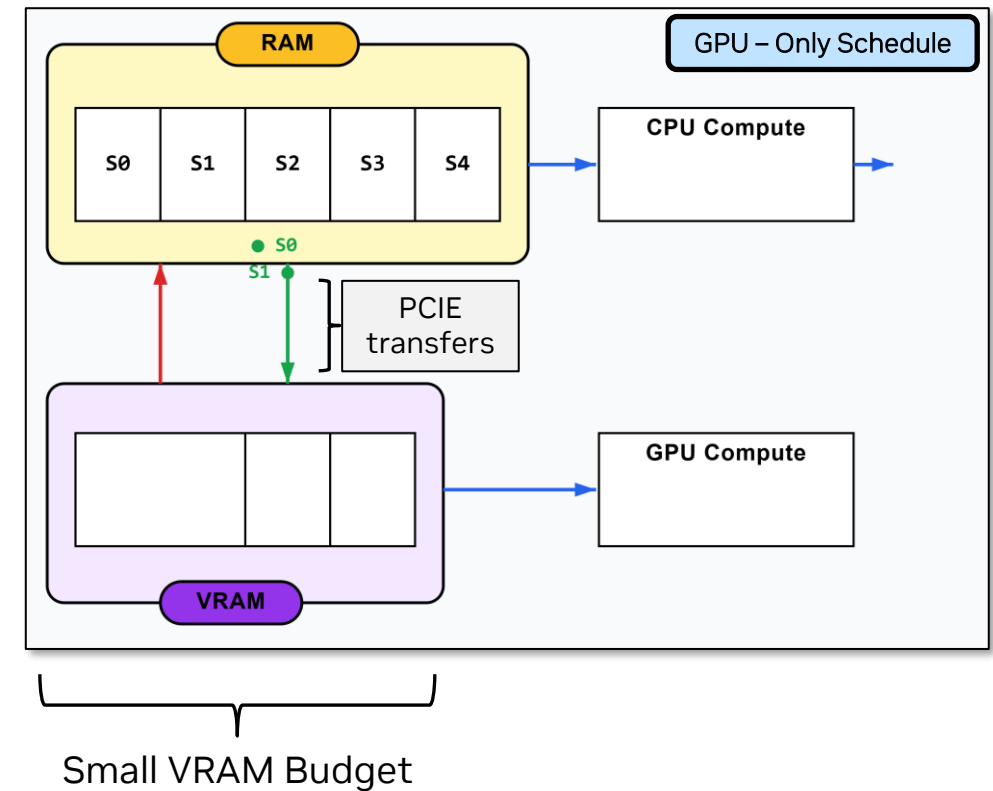 RAM
GPU – Only Schedule
S0 S1 S2 S3 S4
CPU Compute
S0
S1
PCIE
transfers
GPU Compute
VRAM
Small VRAM Budget